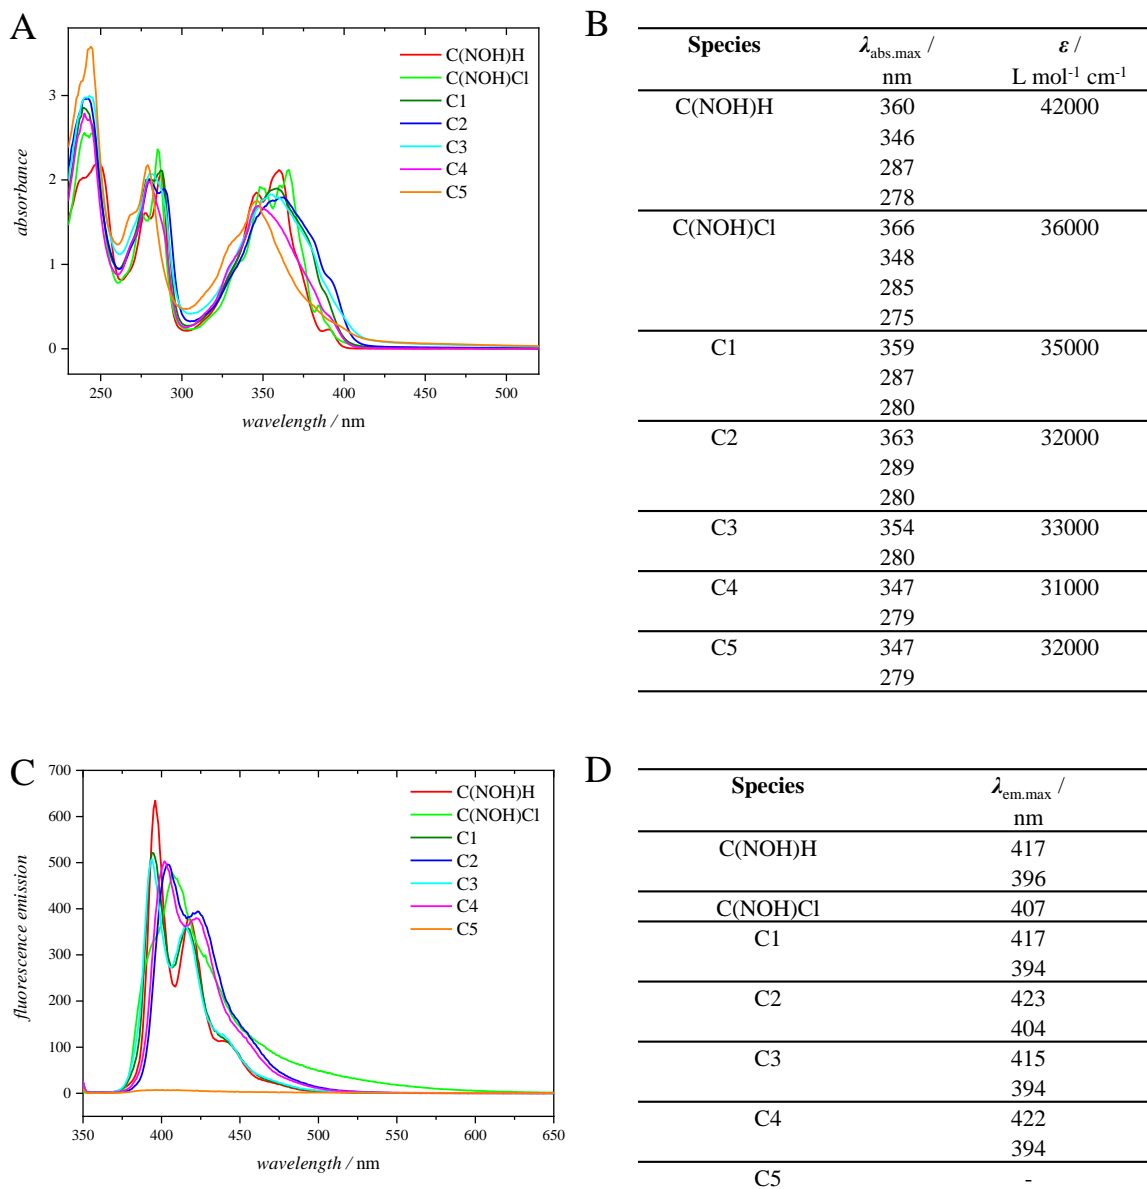 A
C(NOH)H
C(NOH)Cl
C1
C2
C3
C4
C5
absorbance
3
2
1
0
250 300 350 400 450 500
wavelength / nm
B
Species λabs.max / ε /
nm L mol-1 cm-1
C(NOH)H 360 42000
346
287
278
C(NOH)Cl 366 36000
348
285
275
C1 359 35000
287
280
C2 363 32000
289
280
C3 354 33000
280
C4 347 31000
279
C5 347 32000
279
C
C(NOH)H
C(NOH)Cl
C1
C2
C3
C4
C5
fluorescence emission
700
600
500
400
300
200
100
0
350 400 450 500 550 600 650
wavelength / nm
D
Species λem.max /
nm
C(NOH)H 417
396
C(NOH)Cl 407
C1 417
394
C2 423
404
C3 415
394
C4 422
394
C5 -